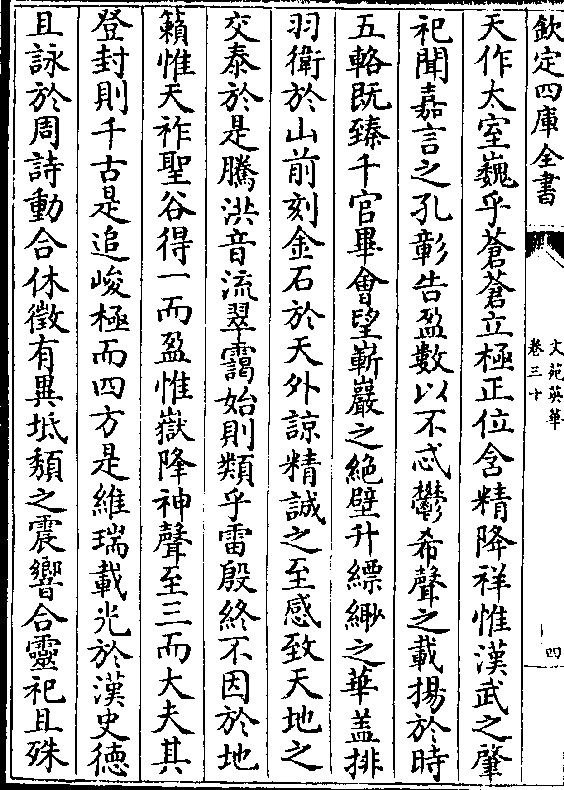 欽定四庫全書
文苑英華
卷三十
四
天作太室巍乎蒼蒼立極正位含精降祥惟漢武之肇
祀聞嘉言之孔彰告盈數以不忒鬱希聲之載揚於時
五輅既臻千官畢會望嶄巖之絶壁升縹緲之華盖排
羽衛於山前刻金石於天外諒精誠之至感致天地之
交泰於是騰洪音流翠靄始則類乎雷殷終不因於地
籟惟天祚聖谷得一而盈惟嶽降神聲至三而大夫其
登封則千古是追峻極而四方是維瑞載光於漢史徳
且詠於周詩動合休徵有異坻頽之震響合靈祀且殊